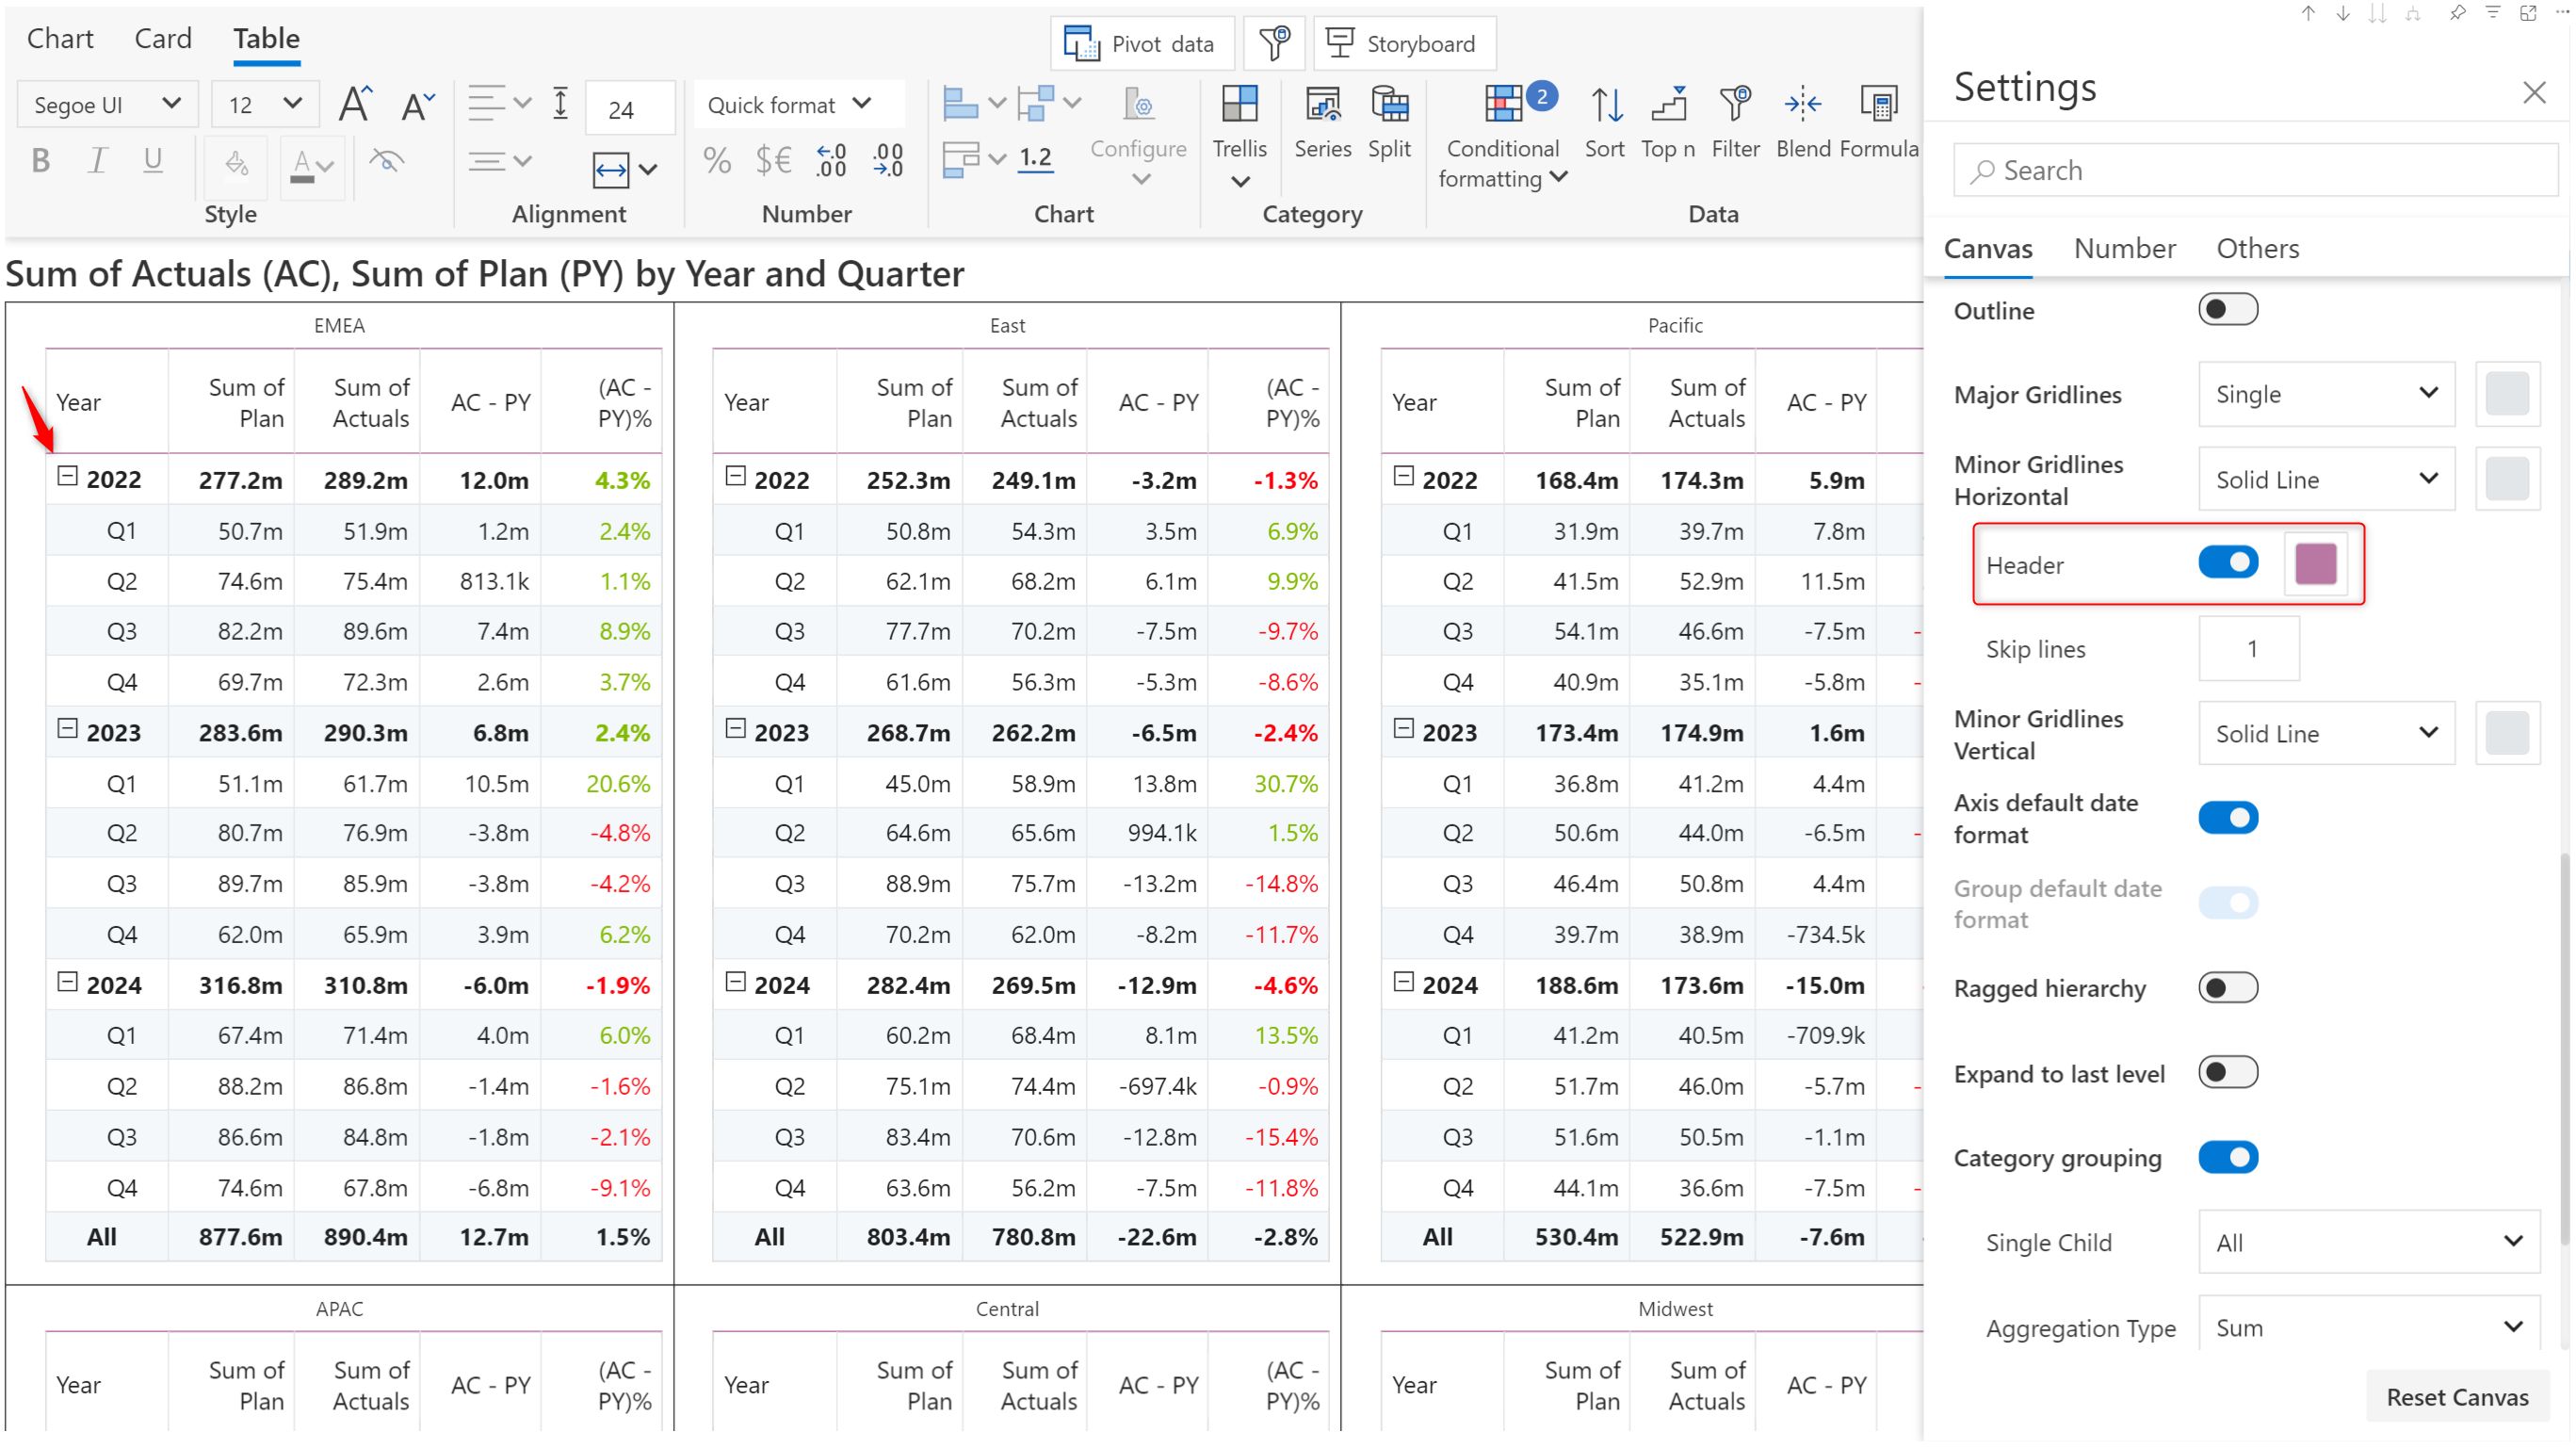 Chart Card Table
Pivot data Storyboard
Segoe UI 12 A A 24 Quick format 2
B I U A % $€ ←.0 .00 .00 →.0 1.2
Configure Trellis Series Split Conditional formatting Sort Top n Filter Blend Formula
Style Alignment Number Chart Category Data
Sum of Actuals (AC), Sum of Plan (PY) by Year and Quarter
EMEA
Year Sum of Plan Sum of Actuals AC - PY (AC - PY)%
2022 277.2m 289.2m 12.0m 4.3%
Q1 50.7m 51.9m 1.2m 2.4%
Q2 74.6m 75.4m 813.1k 1.1%
Q3 82.2m 89.6m 7.4m 8.9%
Q4 69.7m 72.3m 2.6m 3.7%
2023 283.6m 290.3m 6.8m 2.4%
Q1 51.1m 61.7m 10.5m 20.6%
Q2 80.7m 76.9m -3.8m -4.8%
Q3 89.7m 85.9m -3.8m -4.2%
Q4 62.0m 65.9m 3.9m 6.2%
2024 316.8m 310.8m -6.0m -1.9%
Q1 67.4m 71.4m 4.0m 6.0%
Q2 88.2m 86.8m -1.4m -1.6%
Q3 86.6m 84.8m -1.8m -2.1%
Q4 74.6m 67.8m -6.8m -9.1%
All 877.6m 890.4m 12.7m 1.5%
East
Year Sum of Plan Sum of Actuals AC - PY (AC - PY)%
2022 252.3m 249.1m -3.2m -1.3%
Q1 50.8m 54.3m 3.5m 6.9%
Q2 62.1m 68.2m 6.1m 9.9%
Q3 77.7m 70.2m -7.5m -9.7%
Q4 61.6m 56.3m -5.3m -8.6%
2023 268.7m 262.2m -6.5m -2.4%
Q1 45.0m 58.9m 13.8m 30.7%
Q2 64.6m 65.6m 994.1k 1.5%
Q3 88.9m 75.7m -13.2m -14.8%
Q4 70.2m 62.0m -8.2m -11.7%
2024 282.4m 269.5m -12.9m -4.6%
Q1 60.2m 68.4m 8.1m 13.5%
Q2 75.1m 74.4m -697.4k -0.9%
Q3 83.4m 70.6m -12.8m -15.4%
Q4 63.6m 56.2m -7.5m -11.8%
All 803.4m 780.8m -22.6m -2.8%
Pacific
Year Sum of Plan Sum of Actuals AC - PY
2022 168.4m 174.3m 5.9m
Q1 31.9m 39.7m 7.8m
Q2 41.5m 52.9m 11.5m
Q3 54.1m 46.6m -7.5m -
Q4 40.9m 35.1m -5.8m -
2023 173.4m 174.9m 1.6m
Q1 36.8m 41.2m 4.4m
Q2 50.6m 44.0m -6.5m -
Q3 46.4m 50.8m 4.4m
Q4 39.7m 38.9m -734.5k
2024 188.6m 173.6m -15.0m
Q1 41.2m 40.5m -709.9k
Q2 51.7m 46.0m -5.7m -
Q3 51.6m 50.5m -1.1m
Q4 44.1m 36.6m -7.5m -
All 530.4m 522.9m -7.6m
APAC
Year Sum of Plan Sum of Actuals AC - PY (AC - PY)%
Central
Year Sum of Plan Sum of Actuals AC - PY (AC - PY)%
Midwest
Year Sum of Plan Sum of Actuals AC - PY
Settings
Search
Canvas Number Others
Outline
Major Gridlines Single
Minor Gridlines Horizontal Solid Line
Header
Skip lines 1
Minor Gridlines Vertical Solid Line
Axis default date format
Group default date format
Ragged hierarchy
Expand to last level
Category grouping
Single Child All
Aggregation Type Sum
Reset Canvas